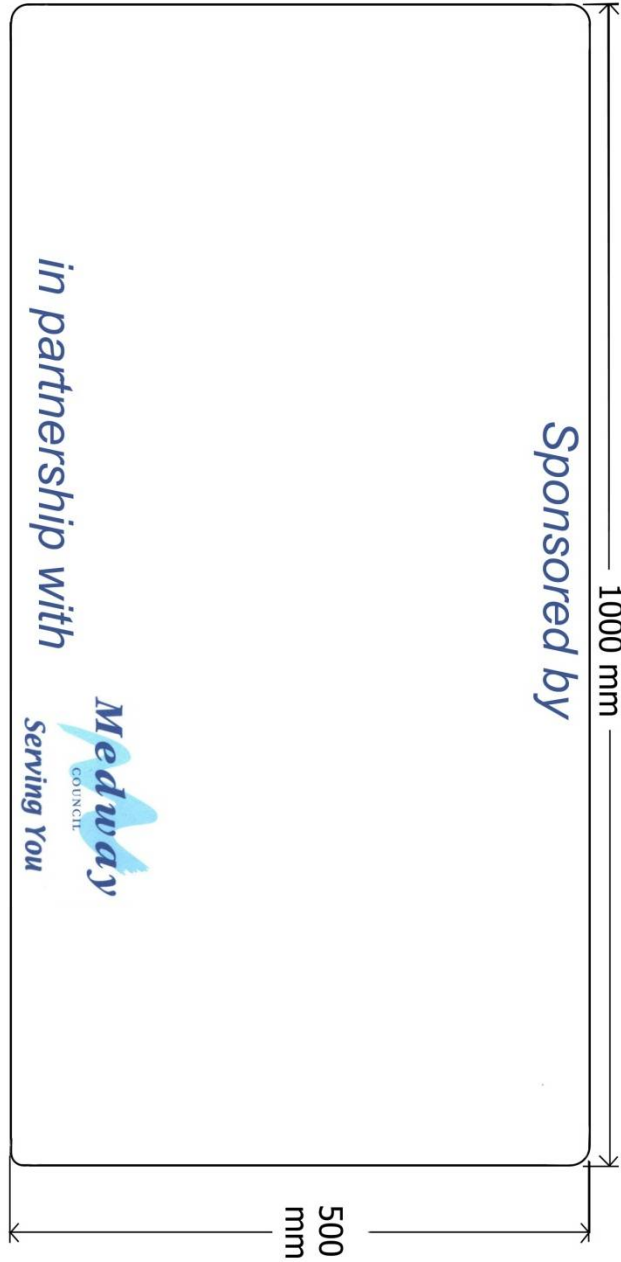 1000 mm
Sponsored by
500
mm
in partnership with
Medway
COUNCIL
Serving You